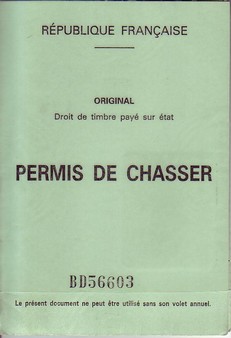 RÉPUBLIQUE FRANÇAISE
ORIGINAL
Droit de timbre payé sur état
PERMIS DE CHASSER
BD56603
Le présent document ne peut être utilisé sans son volet annuel.